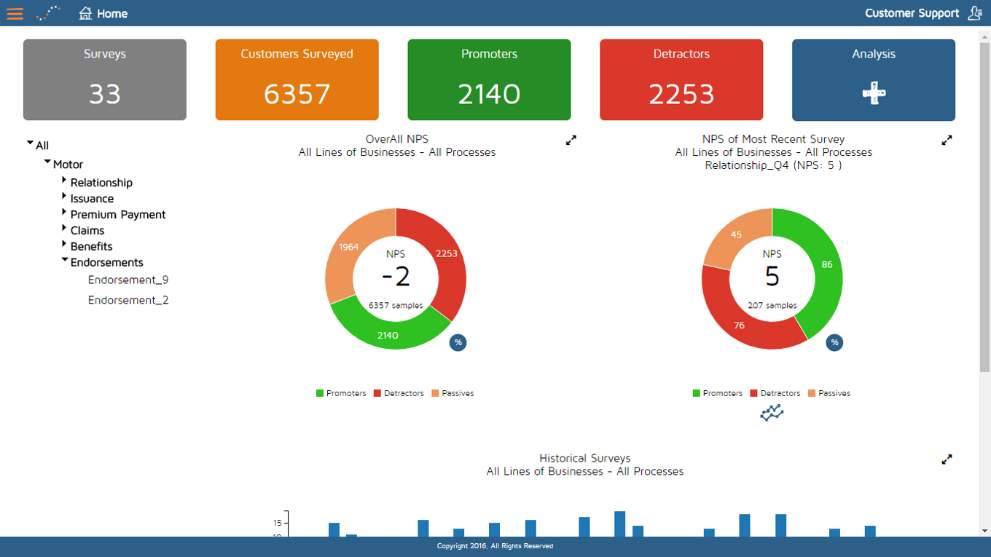 Home
Customer Support
Surveys
33
Customers Surveyed
6357
Promoters
2140
Detractors
2253
Analysis
All
Motor
Relationship
Issuance
Premium Payment
Claims
Benefits
Endorsements
Endorsement_9
Endorsement_2
OverAll NPS
All Lines of Businesses - All Processes
1964
2253
2140
NPS
-2
6357 samples
%
Promoters Detractors Passives
NPS of Most Recent Survey
All Lines of Businesses - All Processes
Relationship_Q4 (NPS: 5 )
45
86
76
NPS
5
207 samples
%
Promoters Detractors Passives
Historical Surveys
All Lines of Businesses - All Processes
15
Copyright 2016, All Rights Reserved